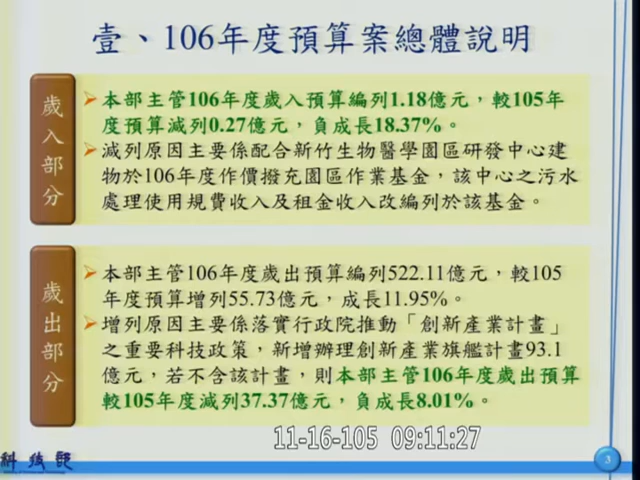 壹、106年度預算案總體說明
歲入部分
➢本部主管106年度歲入預算編列1.18億元，較105年
度預算減列0.27億元，負成長18.37%。
➢減列原因主要係配合新竹生物醫學園區研發中心建
物於106年度作價撥充園區作業基金，該中心之污水
處理使用規費收入及租金收入改編列於該基金。
歲出部分
➢本部主管106年度歲出預算編列522.11億元，較105
年度預算增列55.73億元，成長11.95%。
➢增列原因主要係落實行政院推動「創新產業計畫」
之重要科技政策，新增辦理創新產業旗艦計畫93.1
億元，若不含該計畫，則本部主管106年度歲出預算
較105年度減列37.37億元，負成長8.01%。
11-16-105 09:11:27
科技部
3